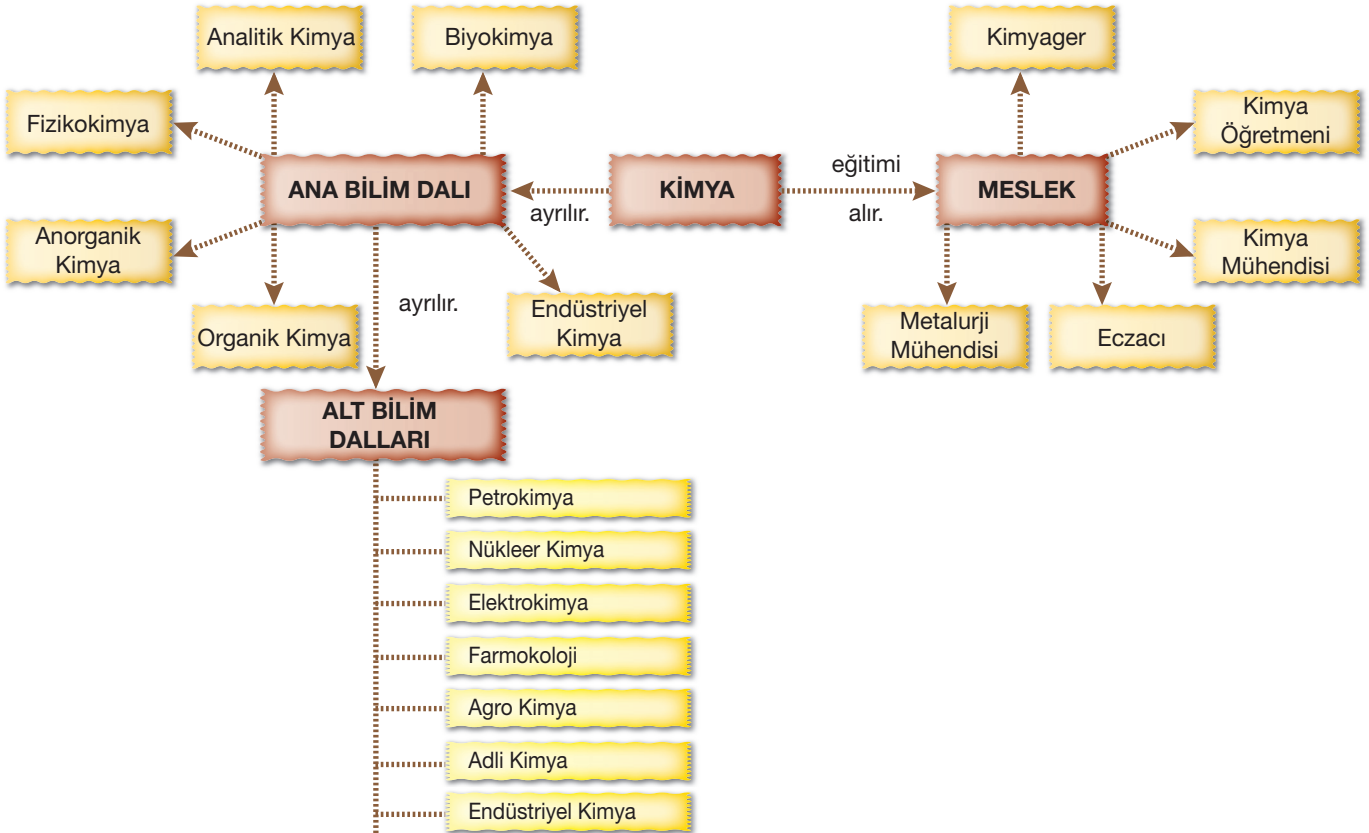 Analitik Kimya
Biyokimya
Kimyager
Fizikokimya
Kimya
Öğretmeni
ANA BİLİM DALI
ayrılır.
KİMYA
eğitimi
alır.
MESLEK
Anorganik
Kimya
Kimya
Mühendisi
Organik Kimya
ayrılır.
Endüstriyel
Kimya
Metalurji
Mühendisi
Eczacı
ALT BİLİM
DALLARI
Petrokimya
Nükleer Kimya
Elektrokimya
Farmokoloji
Agro Kimya
Adli Kimya
Endüstriyel Kimya